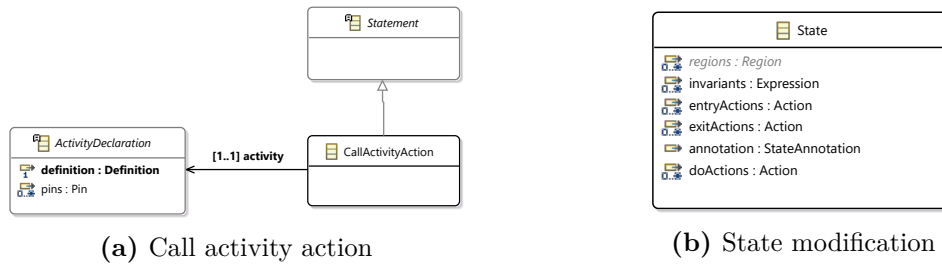 Statement
ActivityDeclaration
definition : Definition
pins : Pin
[1..1] activity
CallActivityAction
(a) Call activity action
State
regions : Region
invariants : Expression
entryActions : Action
exitActions : Action
annotation : StateAnnotation
doActions : Action
(b) State modification